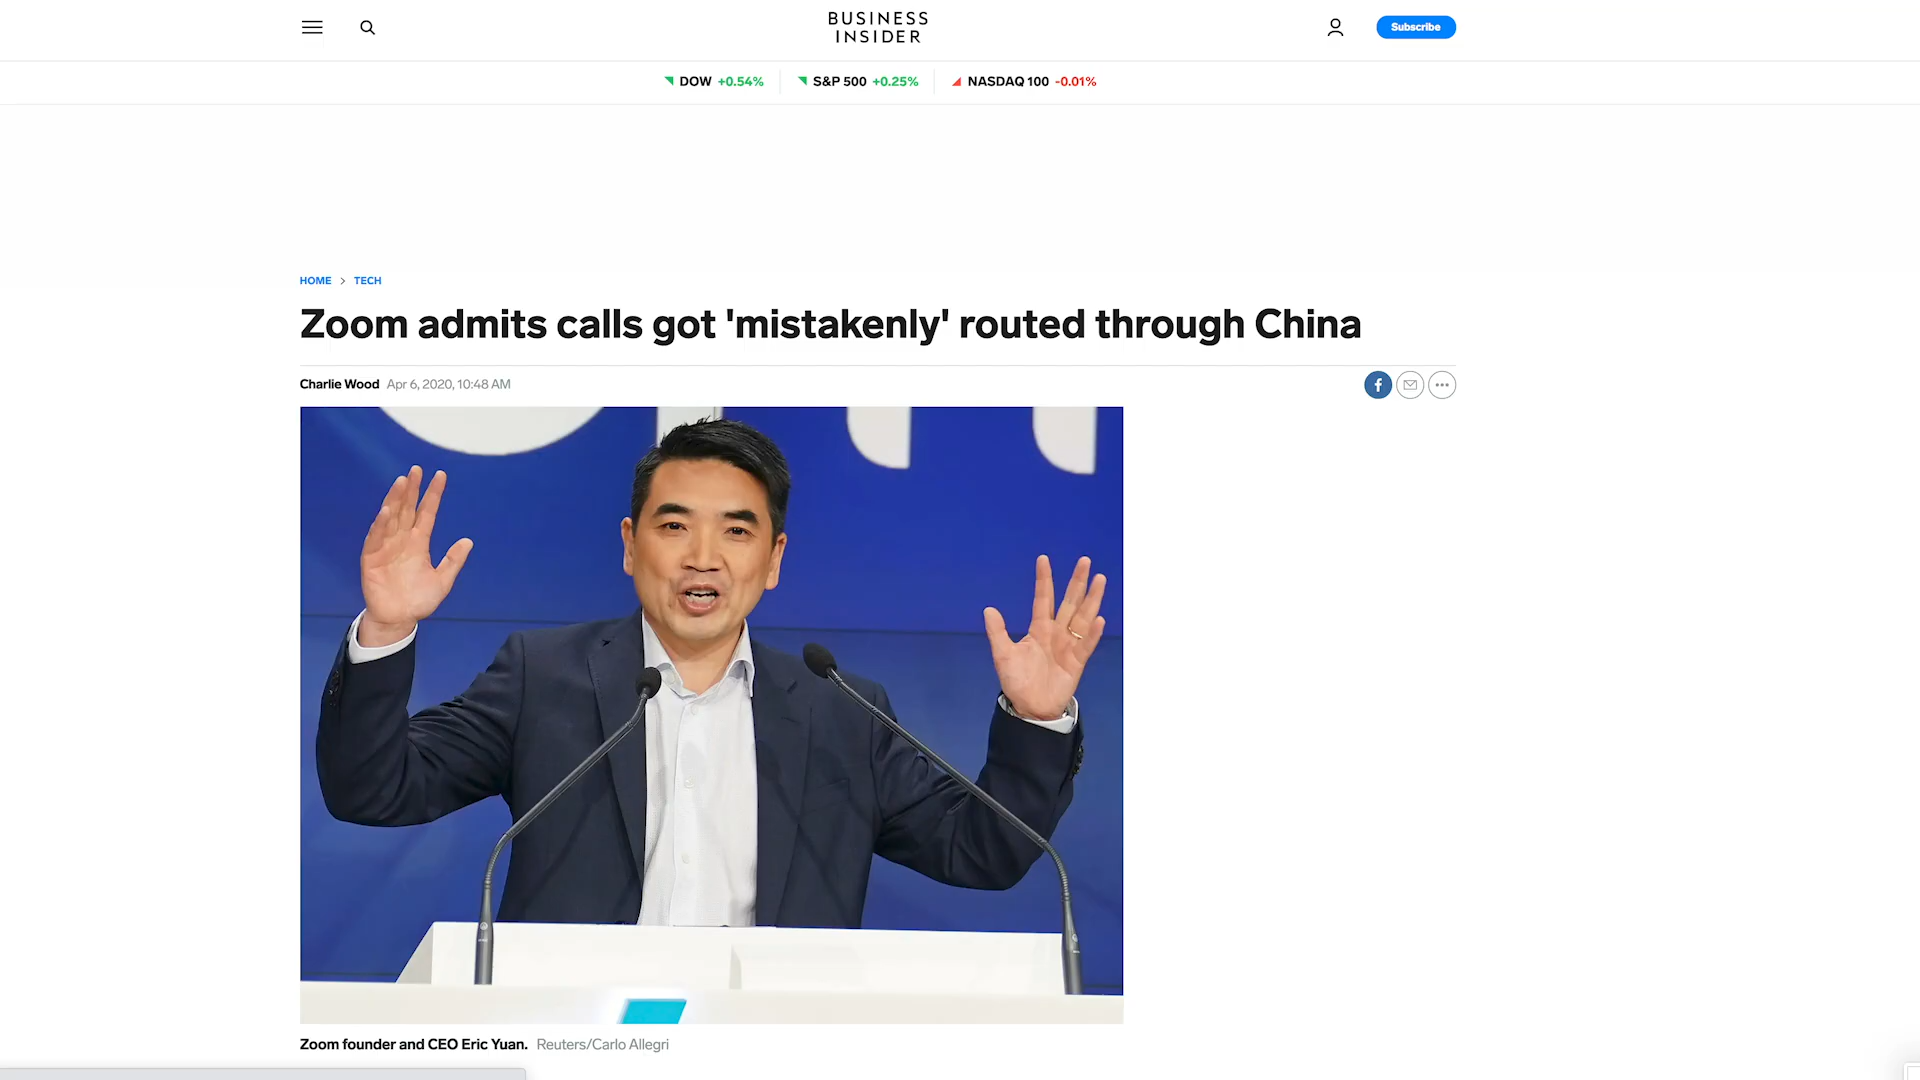 BUSINESS
INSIDER
Subscribe
DOW +0.54% S&P 500 +0.25% NASDAQ 100 -0.01%
HOME > TECH
Zoom admits calls got 'mistakenly' routed through China
Charlie Wood Apr 6, 2020, 10:48 AM
Zoom founder and CEO Eric Yuan. Reuters/Carlo Allegri